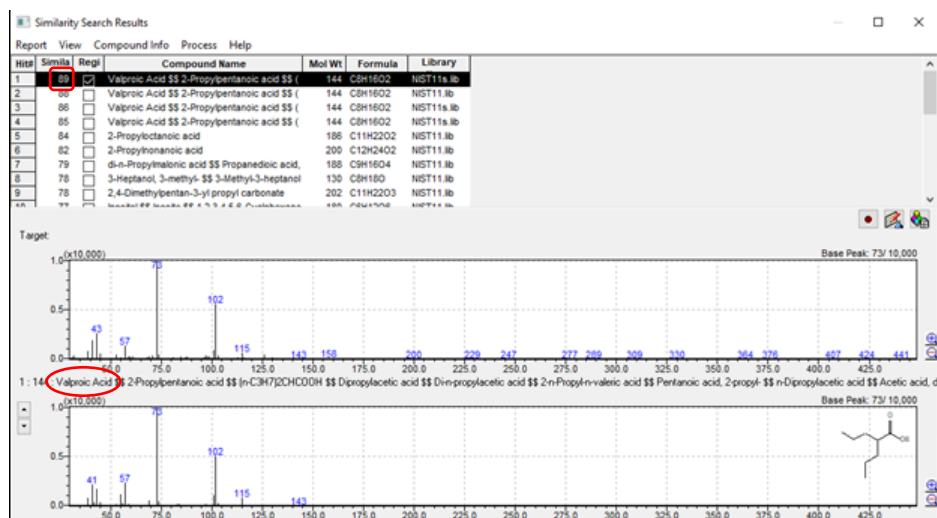 Similarity Search Results
Report View Compound Info Process Help
Hit# Simila Regi Compound Name Mol Wt Formula Library
1 89 Valproic Acid $$ 2-Propylpentanoic acid $$ ( 144 C8H16O2 NIST11s.lib
2 88 Valproic Acid $$ 2-Propylpentanoic acid $$ ( 144 C8H16O2 NIST11.lib
3 86 Valproic Acid $$ 2-Propylpentanoic acid $$ ( 144 C8H16O2 NIST11s.lib
4 85 Valproic Acid $$ 2-Propylpentanoic acid $$ ( 144 C8H16O2 NIST11s.lib
5 84 2-Propyloctanoic acid 186 C11H22O2 NIST11.lib
6 82 2-Propylnonanoic acid 200 C12H24O2 NIST11.lib
7 79 di-n-Propylmalonic acid $$ Propanedioic acid, 188 C9H16O4 NIST11.lib
8 78 3-Heptanol, 3-methyl- $$ 3-Methyl-3-heptanol 130 C8H18O NIST11.lib
9 78 2,4-Dimethylpentan-3-yl propyl carbonate 202 C11H22O3 NIST11.lib
10 77 Inositol $$ 180 C6H12O6 NIST11.lib
Target:
(x10,000) Base Peak: 73/ 10,000
1.0 73
0.5 102
43 57 115
0.0 143 158 200 229 247 277 289 309 330 364 376 407 424 441
50.0 75.0 100.0 125.0 150.0 175.0 200.0 225.0 250.0 275.0 300.0 325.0 350.0 375.0 400.0 425.0
1 : 144 : Valproic Acid $$ 2-Propylpentanoic acid $$ (n-C3H7)2CHCOOH $$ Dipropylacetic acid $$ Di-n-propylacetic acid $$ 2-n-Propyl-n-valeric acid $$ Pentanoic acid, 2-propyl- $$ n-Dipropylacetic acid $$ Acetic acid, d
(x10,000) Base Peak: 73/ 10,000
1.0 73 O
0.5 102 OH
41 57 115
0.0 143
50.0 75.0 100.0 125.0 150.0 175.0 200.0 225.0 250.0 275.0 300.0 325.0 350.0 375.0 400.0 425.0